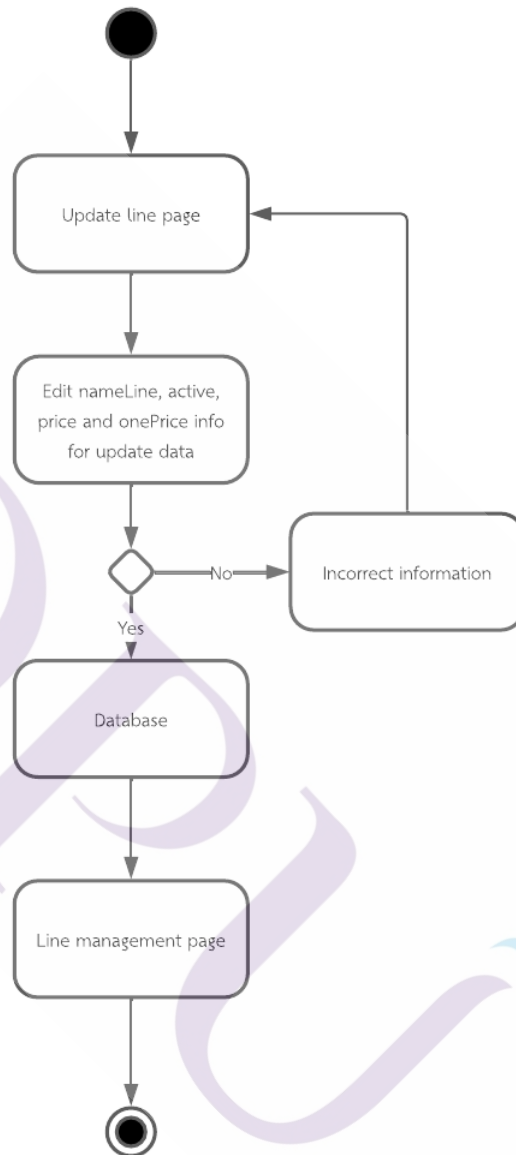 Update line page
Edit nameLine, active,
price and onePrice info
for update data
No
Incorrect information
Yes
Database
Line management page